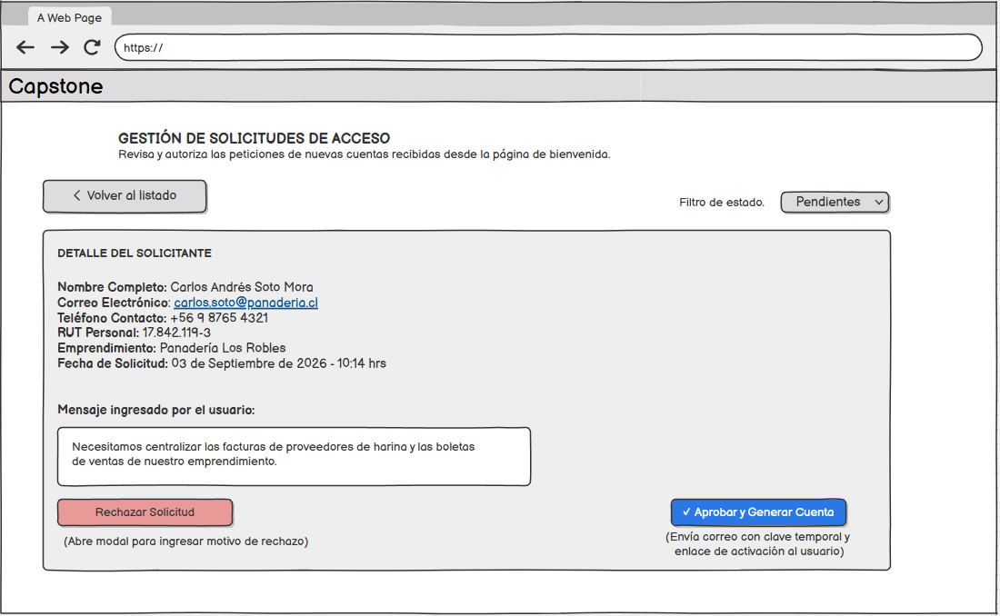 A Web Page
https://
Capstone
GESTIÓN DE SOLICITUDES DE ACCESO
Revisa y autoriza las peticiones de nuevas cuentas recibidas desde la página de bienvenida.
Volver al listado
Filtro de estado.
Pendientes
DETALLE DEL SOLICITANTE
Nombre Completo: Carlos Andrés Soto Mora
Correo Electrónico: carlos.soto@panaderia.cl
Teléfono Contacto: +56 9 8765 4321
RUT Personal: 17.842.119-3
Emprendimiento: Panadería Los Robles
Fecha de Solicitud: 03 de Septiembre de 2026 - 10:14 hrs
Mensaje ingresado por el usuario:
Necesitamos centralizar las facturas de proveedores de harina y las boletas
de ventas de nuestro emprendimiento.
Rechazar Solicitud
(Abre modal para ingresar motivo de rechazo)
✓ Aprobar y Generar Cuenta
(Envía correo con clave temporal y
enlace de activación al usuario)